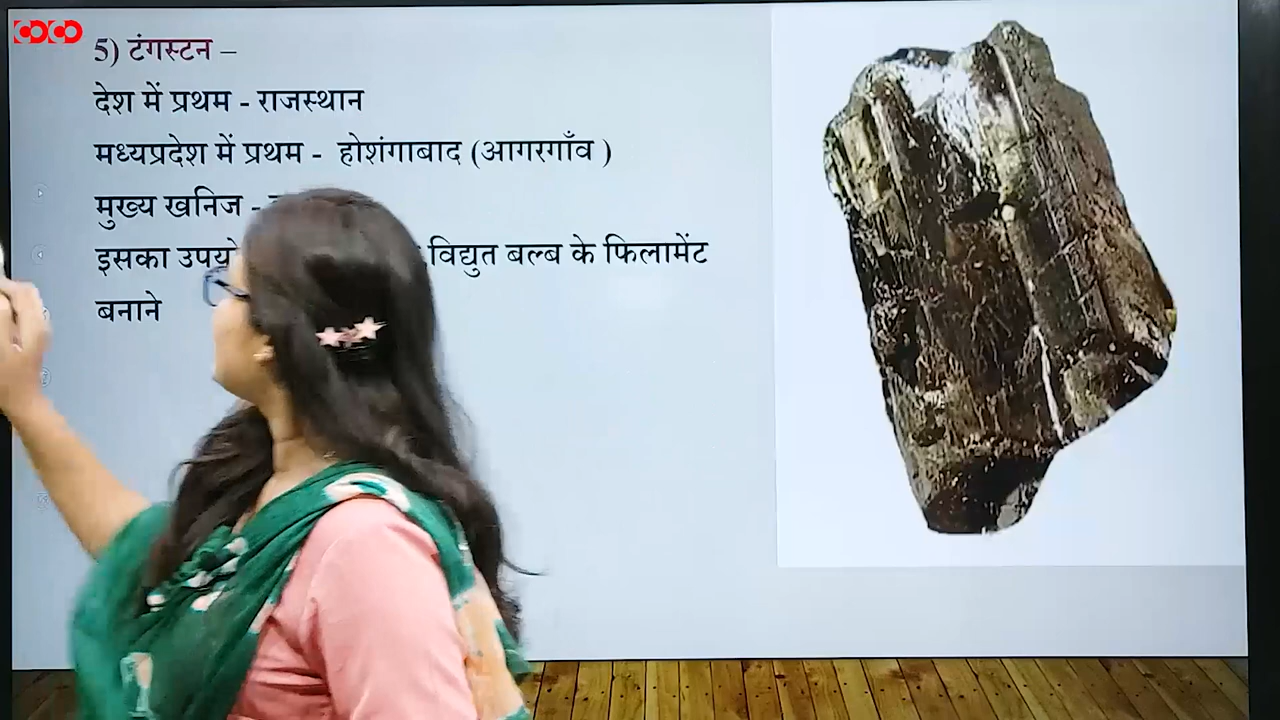 5) टंगस्टन –
देश में प्रथम - राजस्थान
मध्यप्रदेश में प्रथम - होशंगाबाद (आगरगाँव )
मुख्य खनिज -
इसका विद्युत बल्ब के फिलामेंट
बनाने